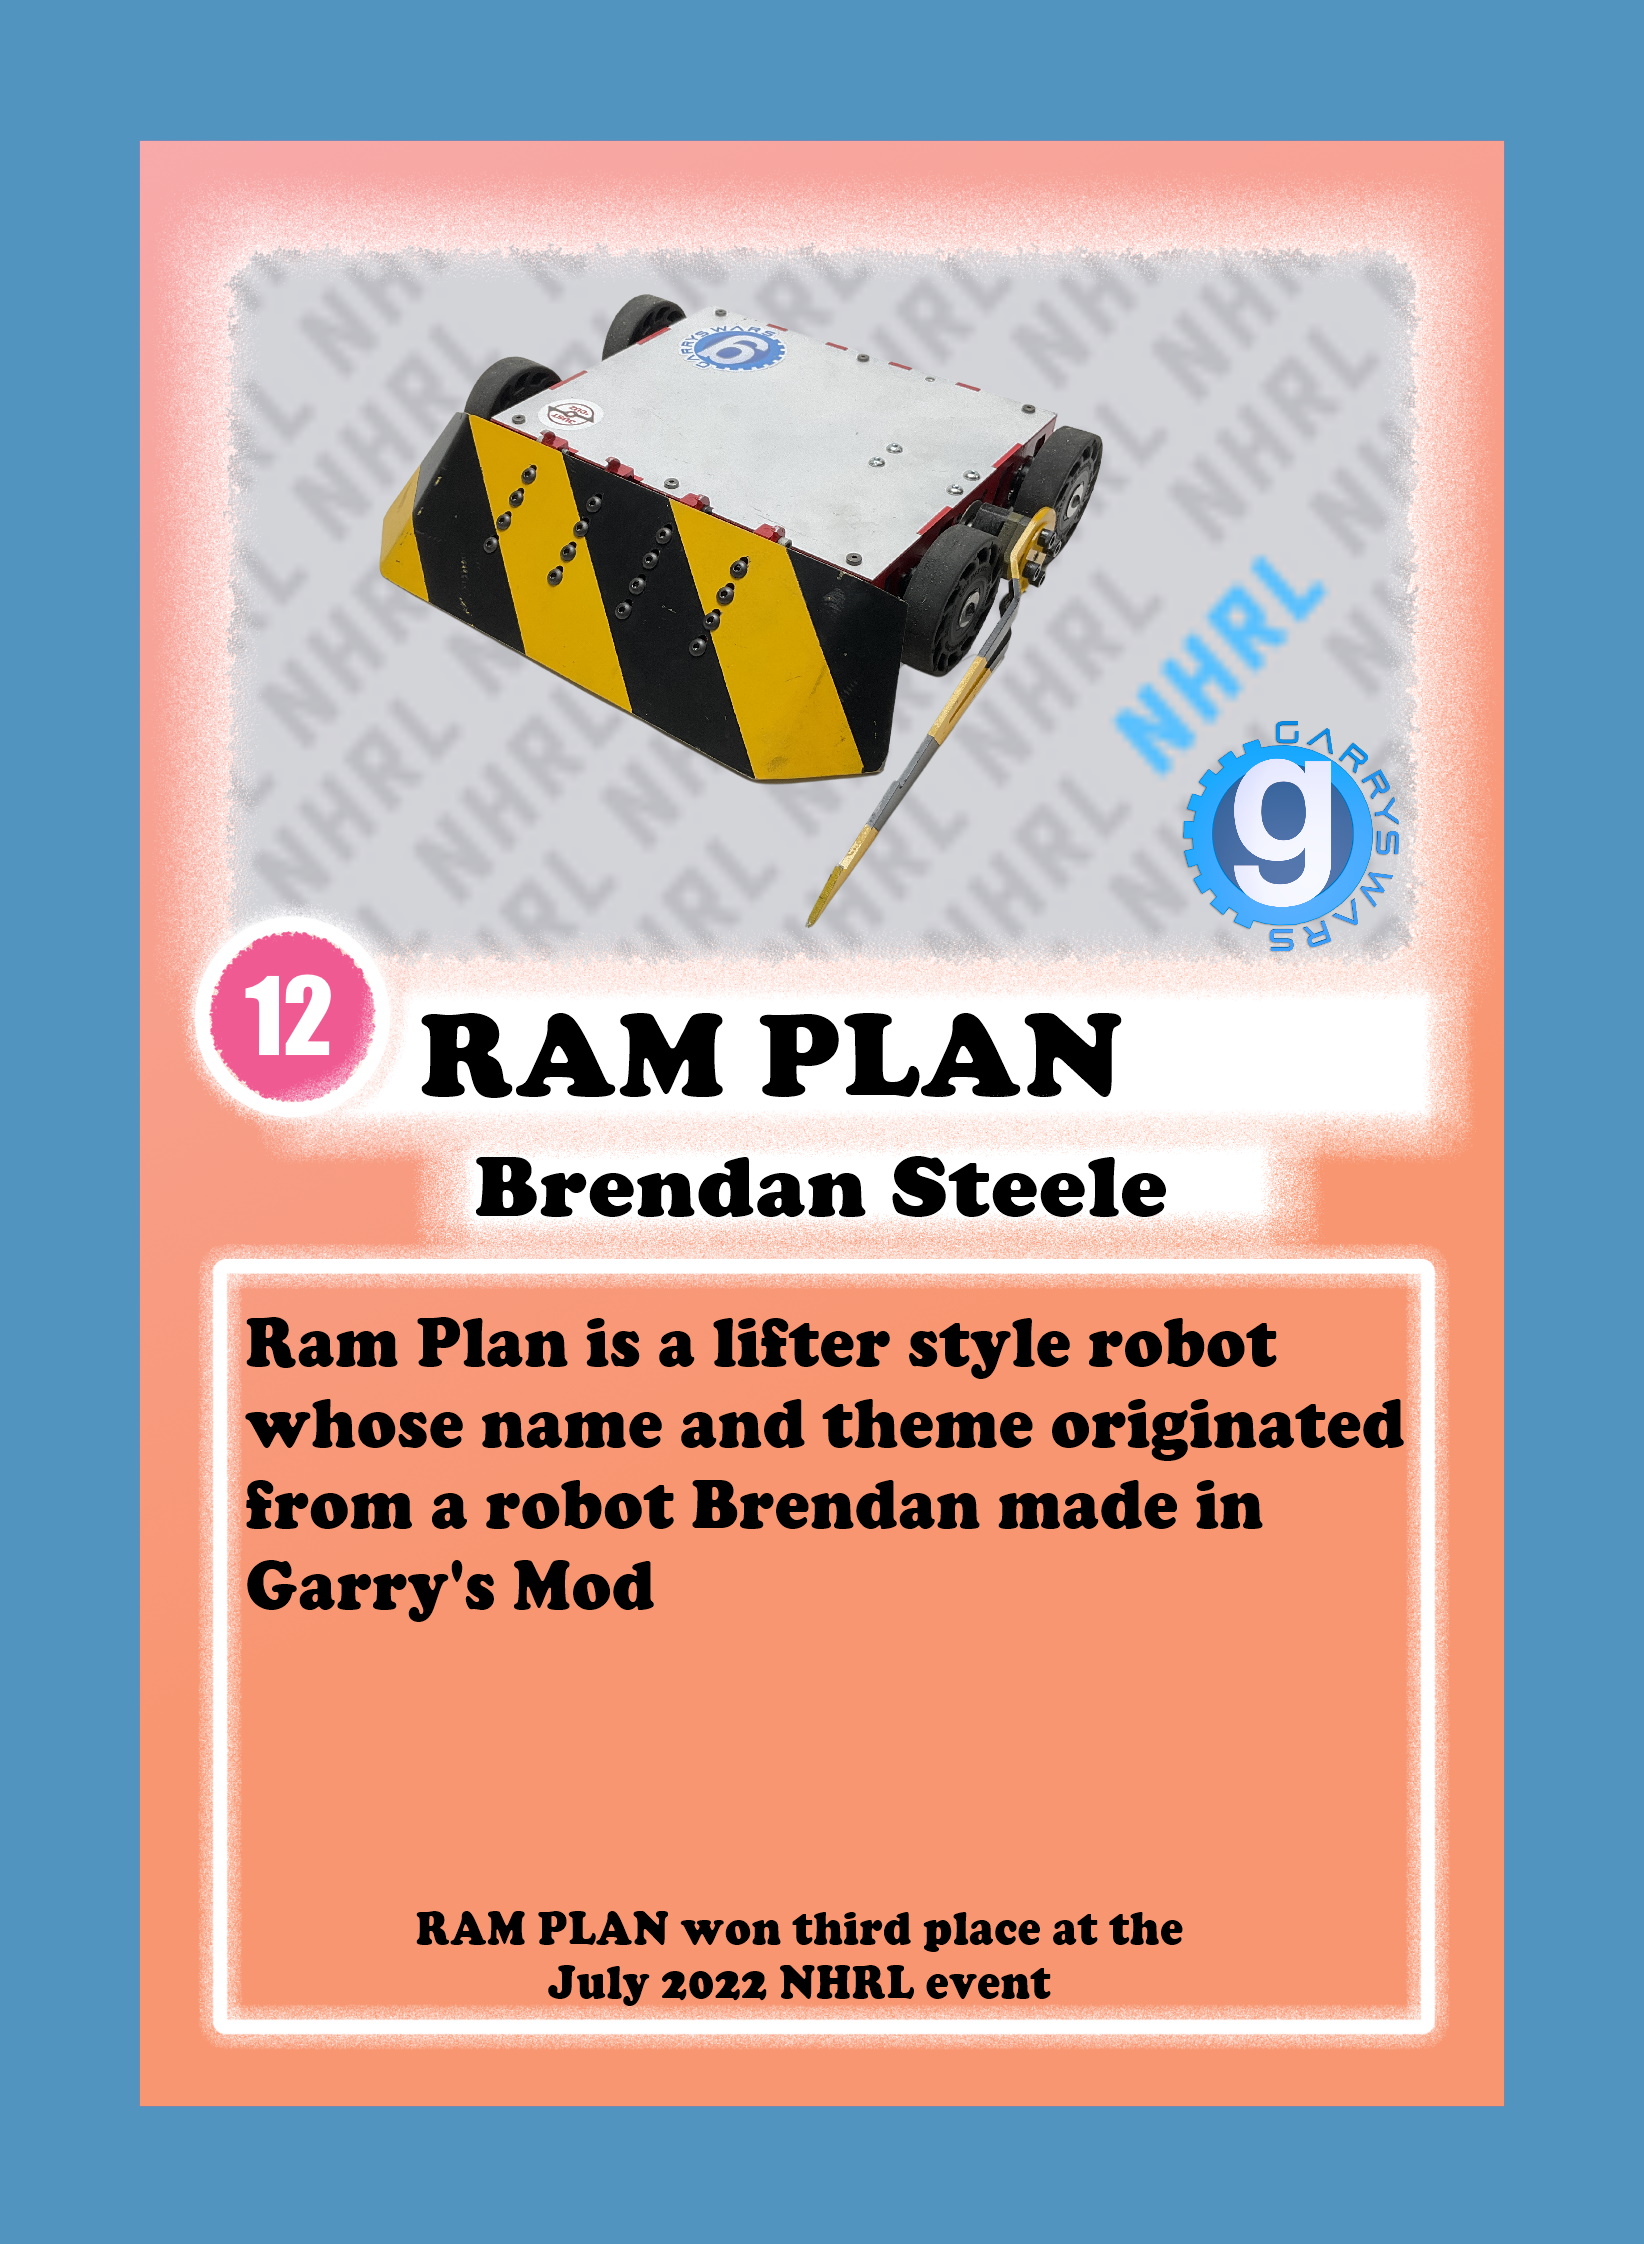 NHRL
GARRYS WARS
g
12
RAM PLAN
Brendan Steele
Ram Plan is a lifter style robot
whose name and theme originated
from a robot Brendan made in
Garry's Mod
RAM PLAN won third place at the
July 2022 NHRL event